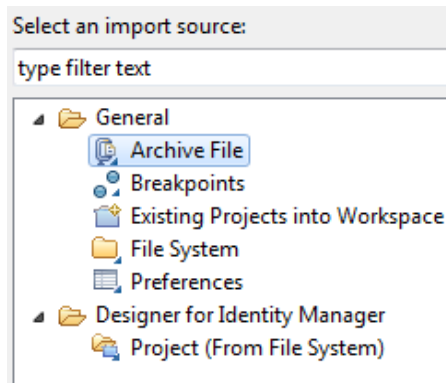 Select an import source:
type filter text
General
Archive File
Breakpoints
Existing Projects into Workspace
File System
Preferences
Designer for Identity Manager
Project (From File System)